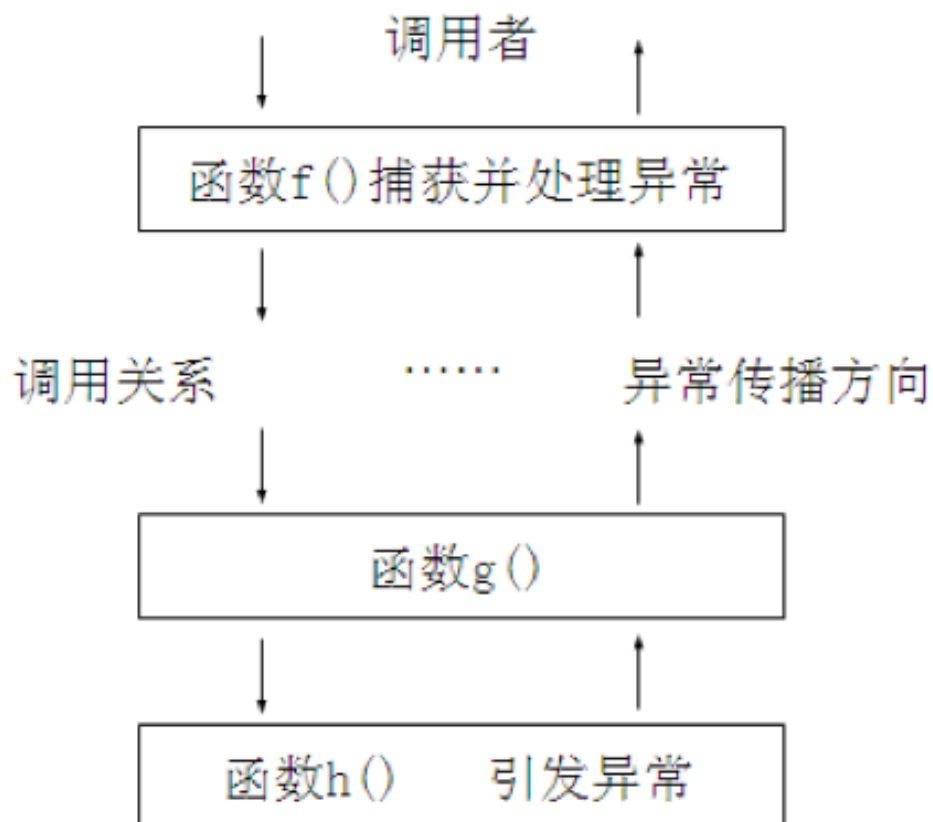 调用者
函数f()捕获并处理异常
调用关系 …… 异常传播方向
函数g()
函数h() 引发异常